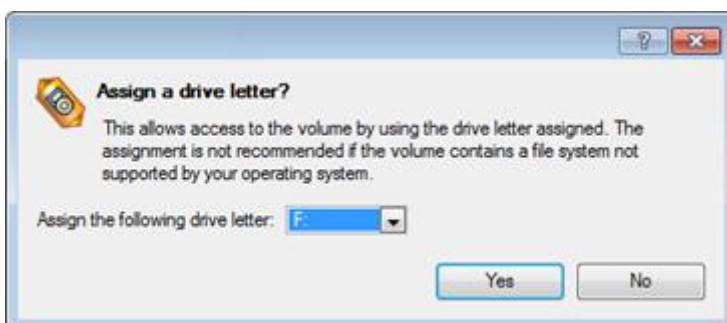 Assign a drive letter?
This allows access to the volume by using the drive letter assigned. The
assignment is not recommended if the volume contains a file system not
supported by your operating system.
Assign the following drive letter: F:
Yes No